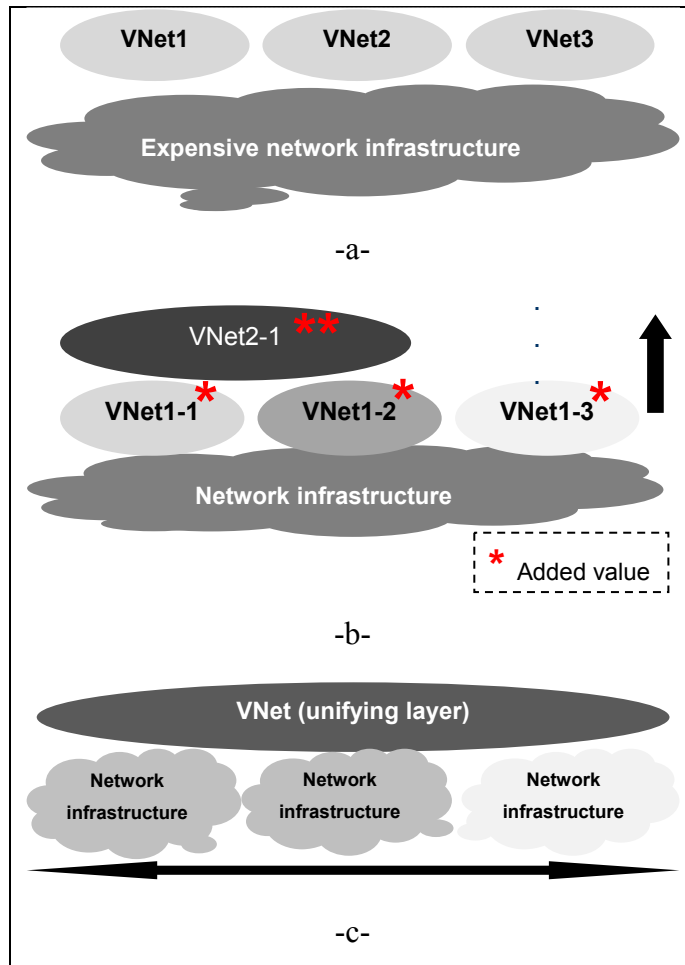 VNet1 VNet2 VNet3
Expensive network infrastructure
-a-
VNet2-1 **
VNet1-1 * VNet1-2 * VNet1-3 *
Network infrastructure
* Added value
-b-
VNet (unifying layer)
Network infrastructure
Network infrastructure
Network infrastructure
-c-